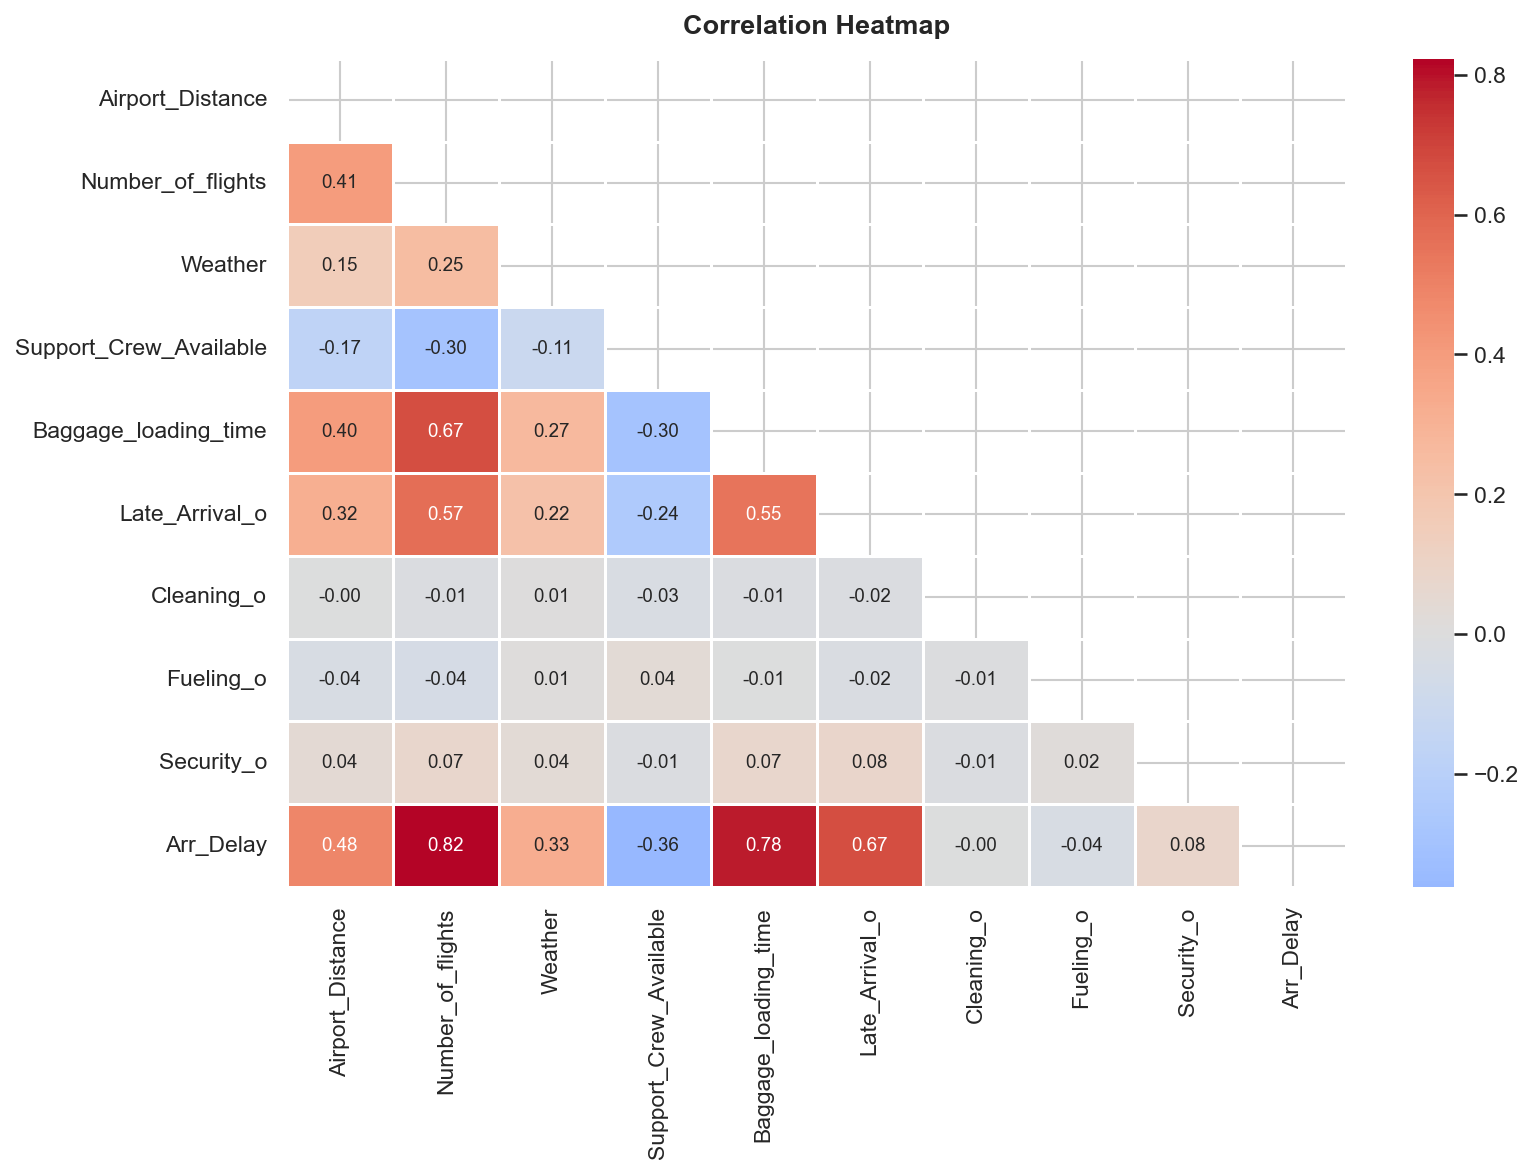 Correlation Heatmap
Airport_Distance
Number_of_flights 0.41
Weather 0.15 0.25
Support_Crew_Available -0.17 -0.30 -0.11
Baggage_loading_time 0.40 0.67 0.27 -0.30
Late_Arrival_o 0.32 0.57 0.22 -0.24 0.55
Cleaning_o -0.00 -0.01 0.01 -0.03 -0.01 -0.02
Fueling_o -0.04 -0.04 0.01 0.04 -0.01 -0.02 -0.01
Security_o 0.04 0.07 0.04 -0.01 0.07 0.08 -0.01 0.02
Arr_Delay 0.48 0.82 0.33 -0.36 0.78 0.67 -0.00 -0.04 0.08
Airport_Distance
Number_of_flights
Weather
Support_Crew_Available
Baggage_loading_time
Late_Arrival_o
Cleaning_o
Fueling_o
Security_o
Arr_Delay
0.8
0.6
0.4
0.2
0.0
−0.2